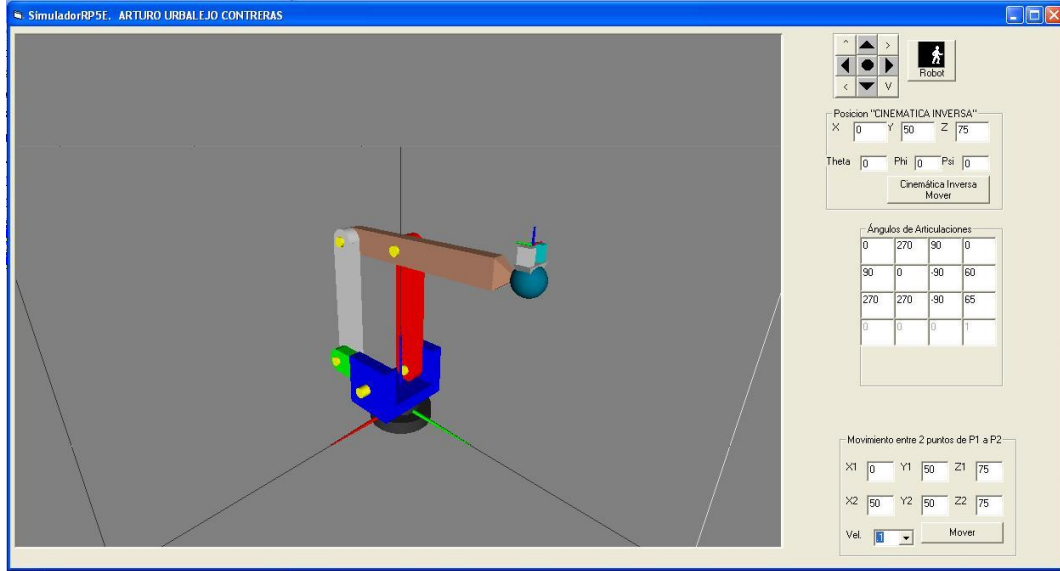 SimuladorRP5E. ARTURO URBALEJO CONTRERAS
^ >
< V
Robot
Posicion "CINEMATICA INVERSA"
X 0 Y 50 Z 75
Theta 0 Phi 0 Psi 0
Cinemática Inversa
Mover
Ángulos de Articulaciones
0 270 90 0
90 0 -90 60
270 270 -90 65
0 0 0 1
Movimiento entre 2 puntos de P1 a P2
X1 0 Y1 50 Z1 75
X2 50 Y2 50 Z2 75
Vel. 1 Mover